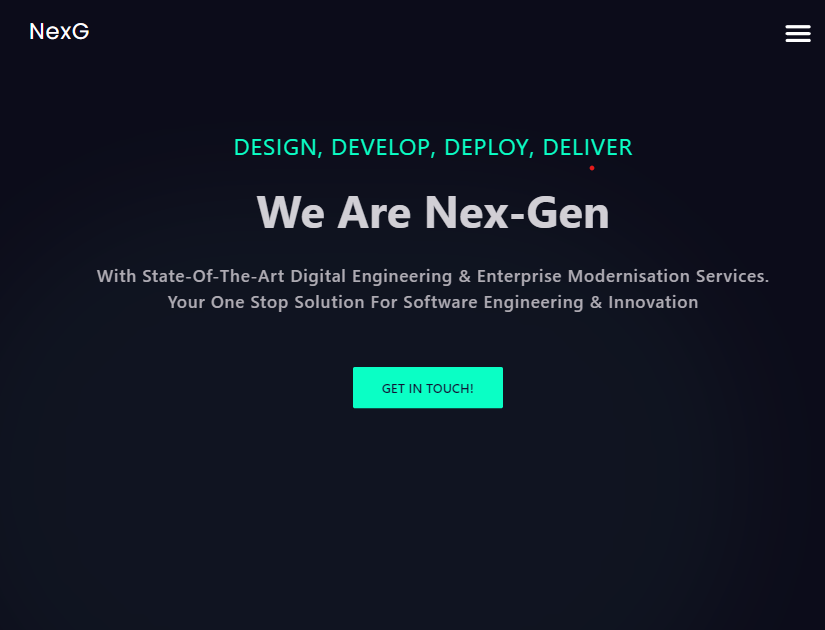 NexG
DESIGN, DEVELOP, DEPLOY, DELIVER
We Are Nex-Gen
With State-Of-The-Art Digital Engineering & Enterprise Modernisation Services.
Your One Stop Solution For Software Engineering & Innovation
GET IN TOUCH!